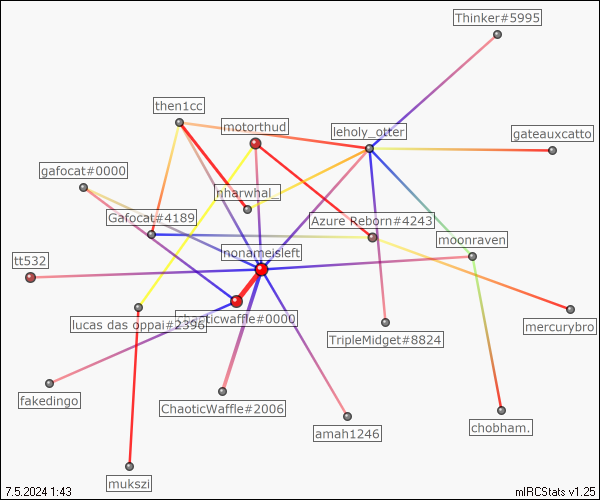 Thinker#5995
then1cc
motorthud
leholy_otter
gateauxcatto
gafocat#0000
nharwhal_
Gafocat#4189
Azure Reborn#4243
moonraven
nonameisleft
tt532
chaoticwaffle#0000
lucas das oppai#2396
mercurybro
TripleMidget#8824
fakedingo
ChaoticWaffle#2006
amah1246
chobham.
mukszi
7.5.2024 1:43
mIRCStats v1.25